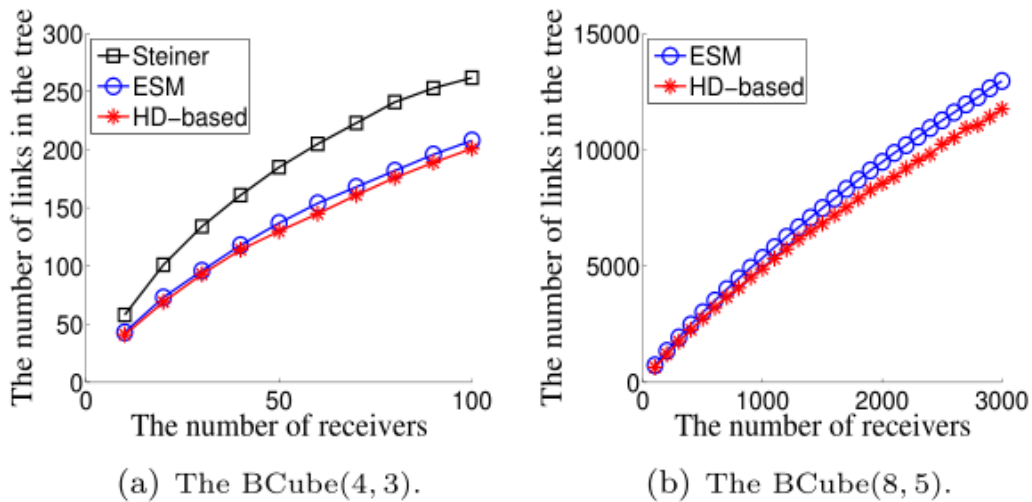 The number of links in the tree
300
250
200
150
100
50
0
Steiner
ESM
HD-based
0
50
100
The number of receivers
(a) The BCube(4, 3).
The number of links in the tree
15000
10000
5000
0
ESM
HD-based
0
1000
2000
3000
The number of receivers
(b) The BCube(8, 5).